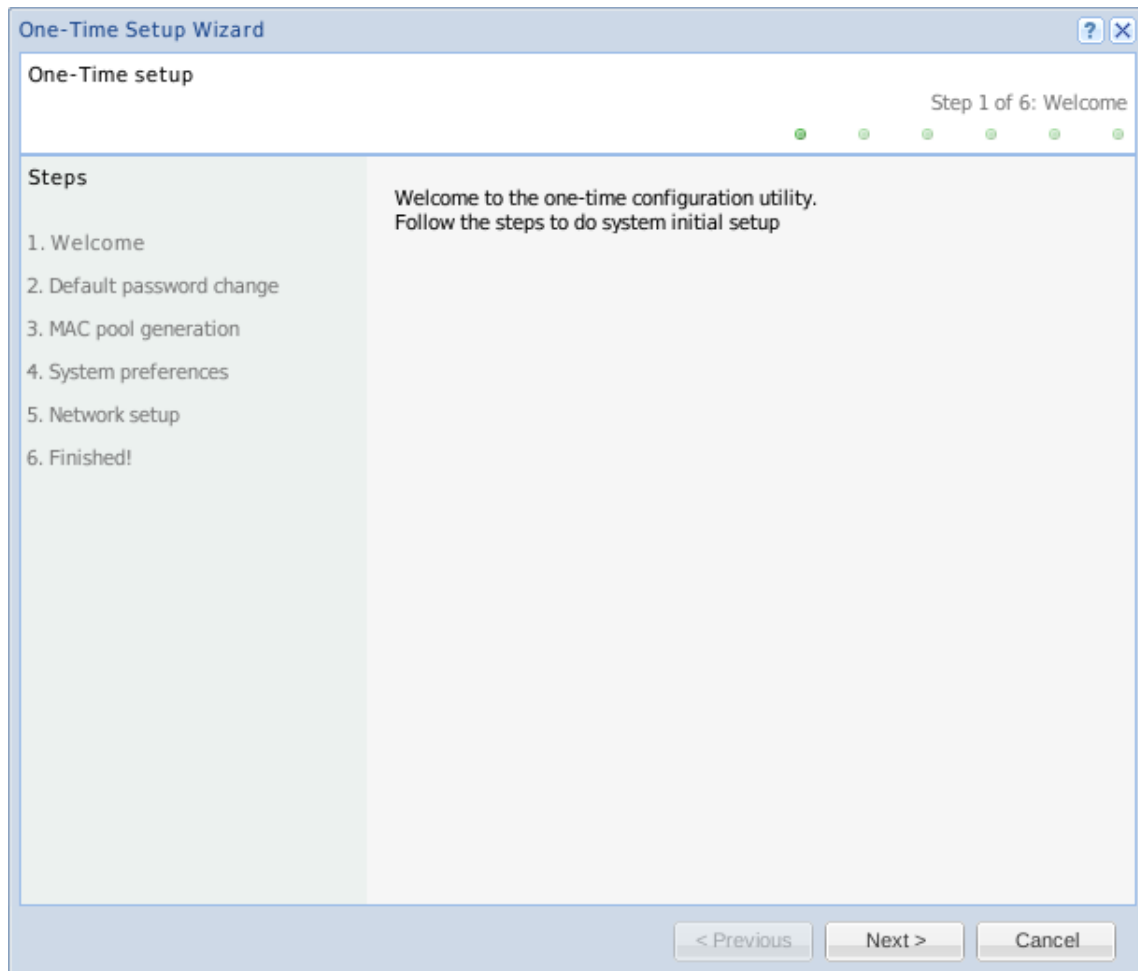 One-Time Setup Wizard
?
One-Time setup
Step 1 of 6: Welcome
Steps
1. Welcome
2. Default password change
3. MAC pool generation
4. System preferences
5. Network setup
6. Finished!
Welcome to the one-time configuration utility.
Follow the steps to do system initial setup
< Previous
Next >
Cancel